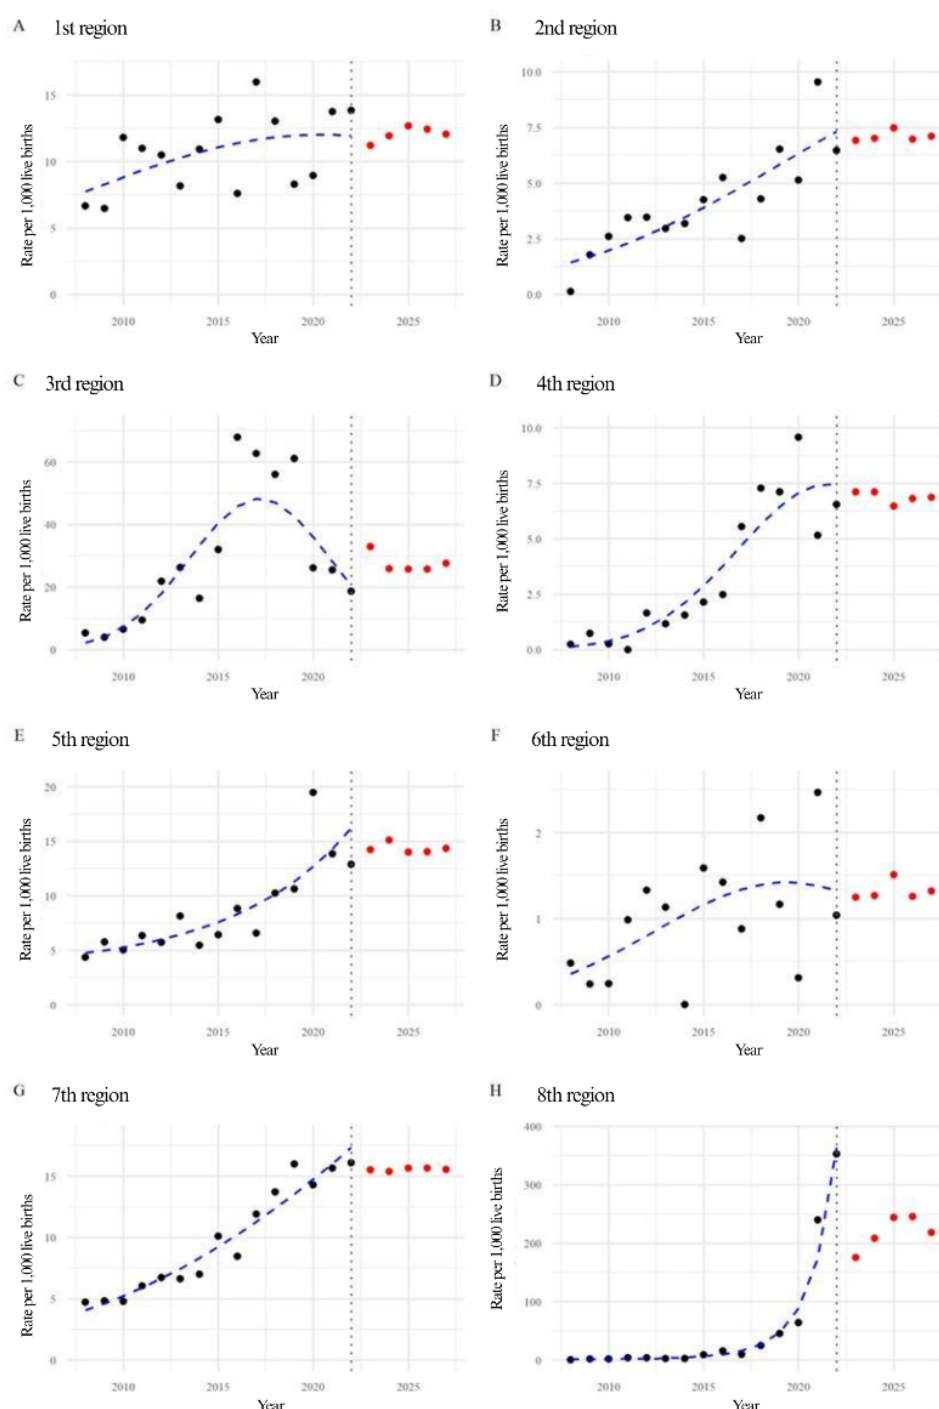 A 1st region
B 2nd region
Rate per 1,000 live births
15
10
5
0
2010 2015 2020 2025
Year
Rate per 1,000 live births
10.0
7.5
5.0
2.5
0.0
2010 2015 2020 2025
Year
C 3rd region
D 4th region
Rate per 1,000 live births
60
40
20
0
2010 2015 2020 2025
Year
Rate per 1,000 live births
10.0
7.5
5.0
2.5
0.0
2010 2015 2020 2025
Year
E 5th region
F 6th region
Rate per 1,000 live births
20
15
10
5
0
2010 2015 2020 2025
Year
Rate per 1,000 live births
2
1
0
2010 2015 2020 2025
Year
G 7th region
H 8th region
Rate per 1,000 live births
15
10
5
0
2010 2015 2020 2025
Year
Rate per 1,000 live births
400
300
200
100
0
2010 2015 2020 2025
Year